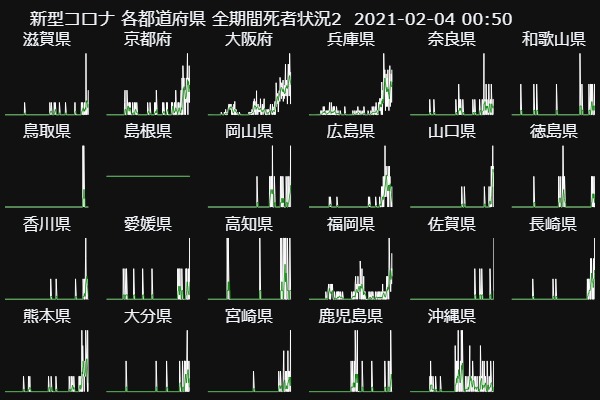 新型コロナ 各都道府県 全期間死者状況2 2021-02-04 00:50
滋賀県 京都府 大阪府 兵庫県 奈良県 和歌山県
鳥取県 島根県 岡山県 広島県 山口県 徳島県
香川県 愛媛県 高知県 福岡県 佐賀県 長崎県
熊本県 大分県 宮崎県 鹿児島県 沖縄県